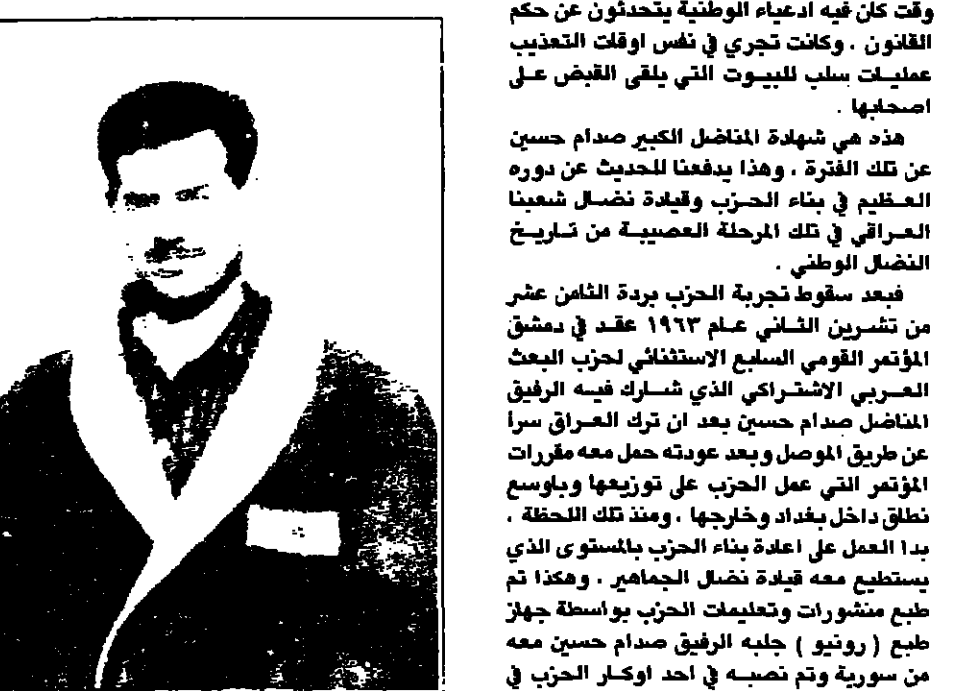 وقت كان فيه ادعياء الوطنية يتحدثون عن حكم
القانون . وكانت تجري في نفس اوقات التعذيب
عمليات سلب للبيوت التي يلقى القبض على
اصحابها .
هذه هي شهادة المناضل الكبير صدام حسين
عن تلك الفترة ، وهذا يدفعنا للحديث عن دوره
العظيم في بناء الحزب وقيادة نضال شعبنا
العراقي في تلك المرحلة العصيبة من تاريخ
النضال الوطني .
فبعد سقوط تجربة الحزب بردة الثامن عشر
من تشرين الثاني عام ١٩٦٣ عقد في دمشق
المؤتمر القومي السابع الاستثنائي لحزب البعث
العربي الاشتراكي الذي شارك فيه الرفيق
المناضل صدام حسين بعد ان ترك العراق سرا
عن طريق الموصل وبعد عودته حمل معه مقررات
المؤتمر التي عمل الحزب على توزيعها وباوسع
نطاق داخل بغداد وخارجها ، ومنذ تلك اللحظة ،
بدا العمل على اعادة بناء الحزب بالمستوى الذي
يستطيع معه قيادة نضال الجماهير ، وهكذا تم
طبع منشورات وتعليمات الحزب بواسطة جهاز
طبع ( رونيو ) جلبه الرفيق صدام حسين معه
من سورية وتم نصبه في احد اوكار الحزب في